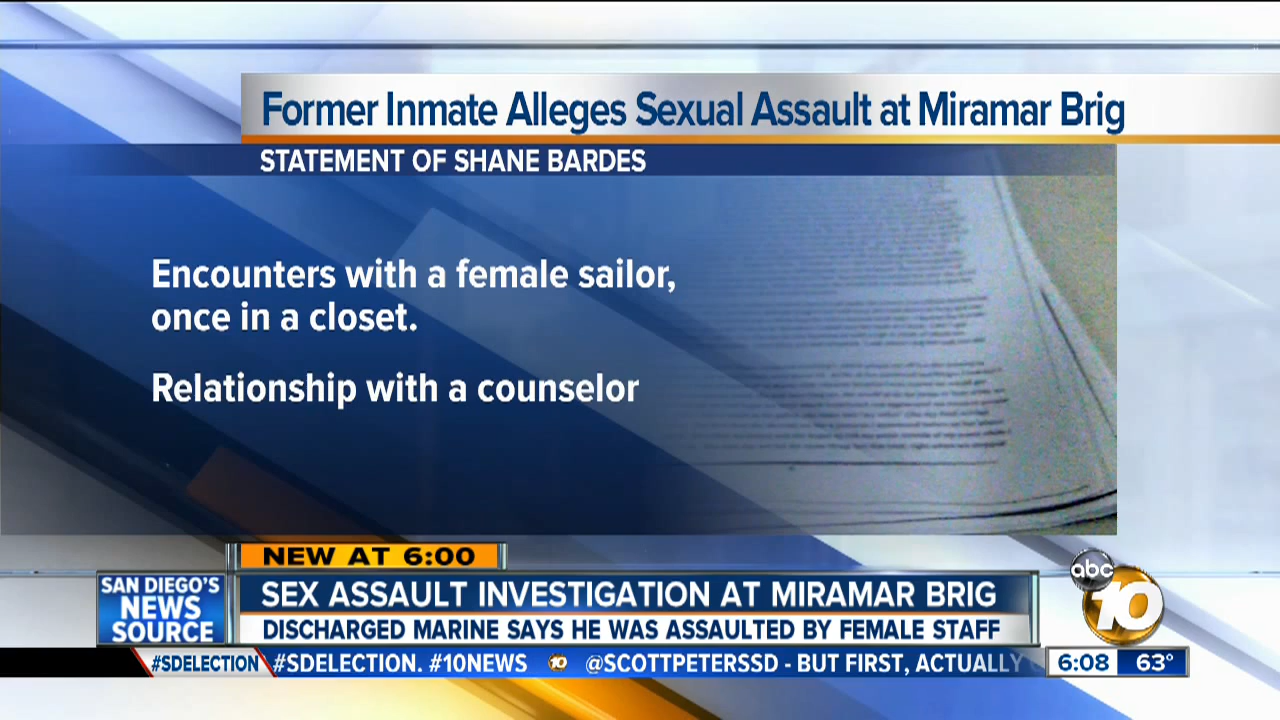 Former Inmate Alleges Sexual Assault at Miramar Brig
STATEMENT OF SHANE BARDES
Encounters with a female sailor,
once in a closet.
Relationship with a counselor
NEW AT 6:00
SAN DIEGO'S
NEWS
SOURCE
SEX ASSAULT INVESTIGATION AT MIRAMAR BRIG
DISCHARGED MARINE SAYS HE WAS ASSAULTED BY FEMALE STAFF
abc
10
#SDELECTION
#SDELECTION. #10NEWS 10 @SCOTTPETERSSD - BUT FIRST, ACTUALLY
6:08 63°